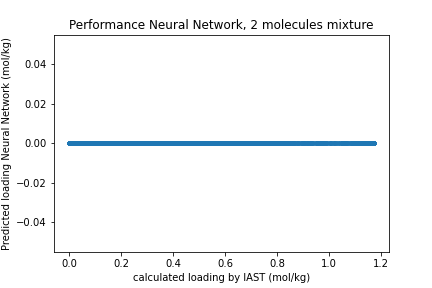 Performance Neural Network, 2 molecules mixture
Predicted loading Neural Network (mol/kg)
0.04
0.02
0.00
−0.02
−0.04
0.0 0.2 0.4 0.6 0.8 1.0 1.2
calculated loading by IAST (mol/kg)